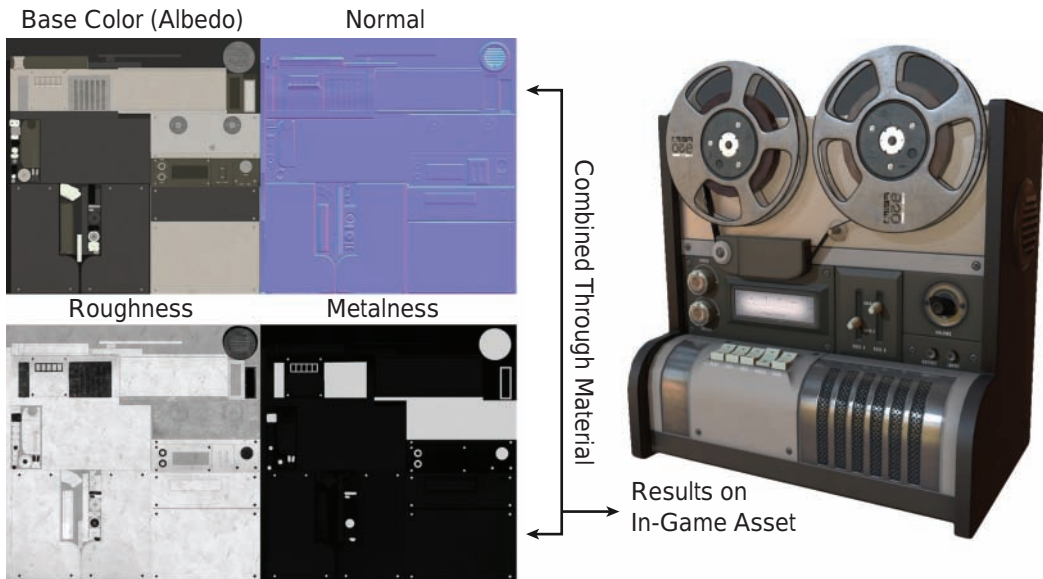 Base Color (Albedo)
Normal
Roughness
Metalness
Combined Through Material
Results on
In-Game Asset